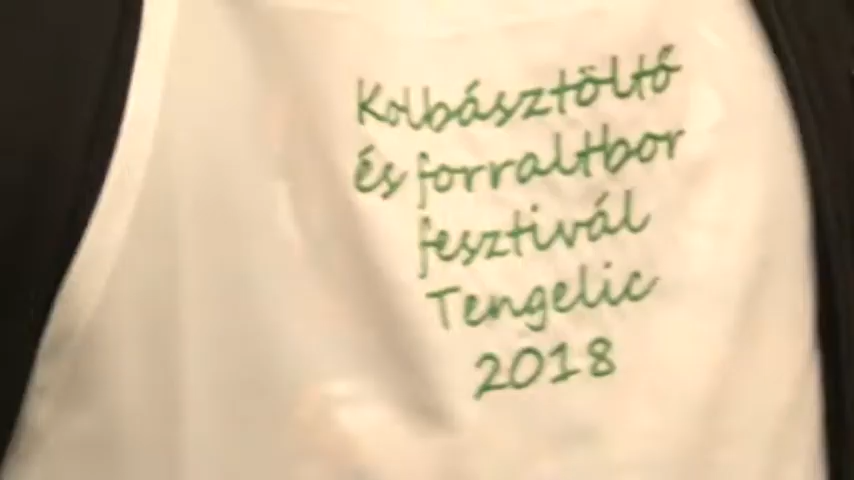 Kolbásztöltő
és forraltbor
fesztivál
Tengelic
2018